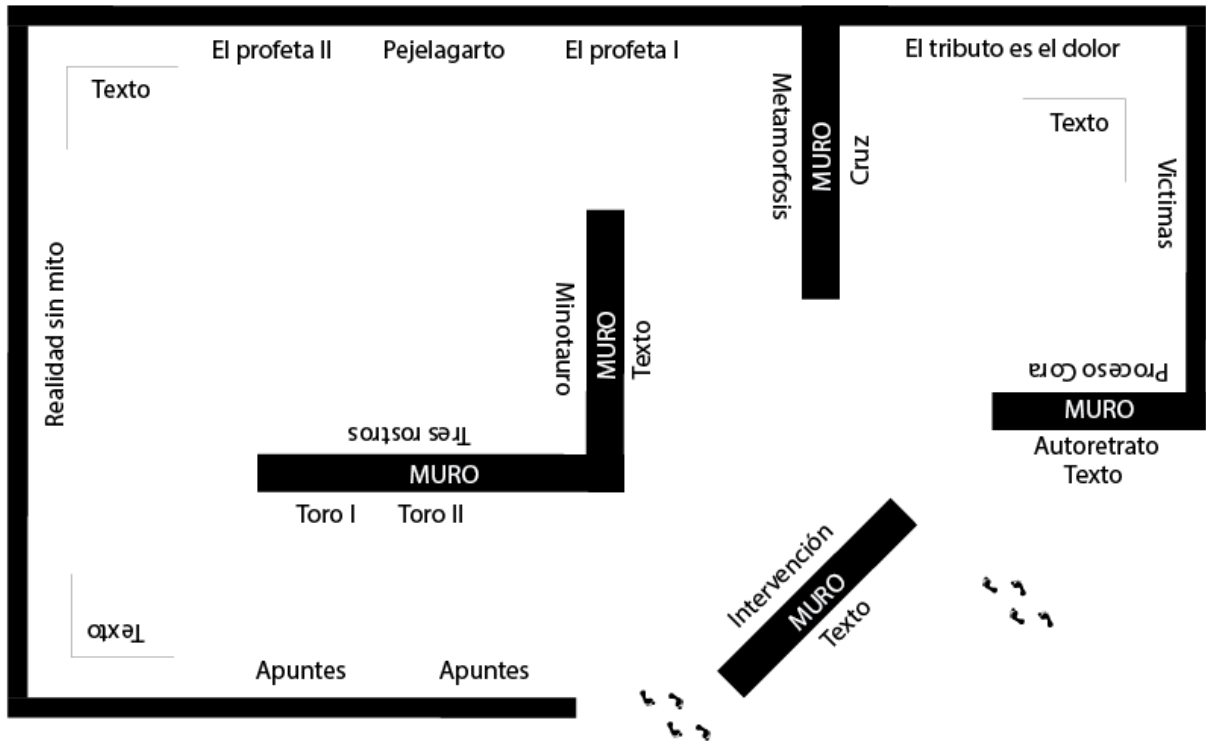 El profeta II
Pejelagarto
El profeta I
El tributo es el dolor
Texto
Metamorfosis
MURO
Cruz
Texto
Victimas
Realidad sin mito
Minotauro
MURO
Texto
Proceso Cora
MURO
Autoretrato
Texto
Tres rostros
MURO
Toro I
Toro II
Intervención
MURO
Texto
Texto
Apuntes
Apuntes